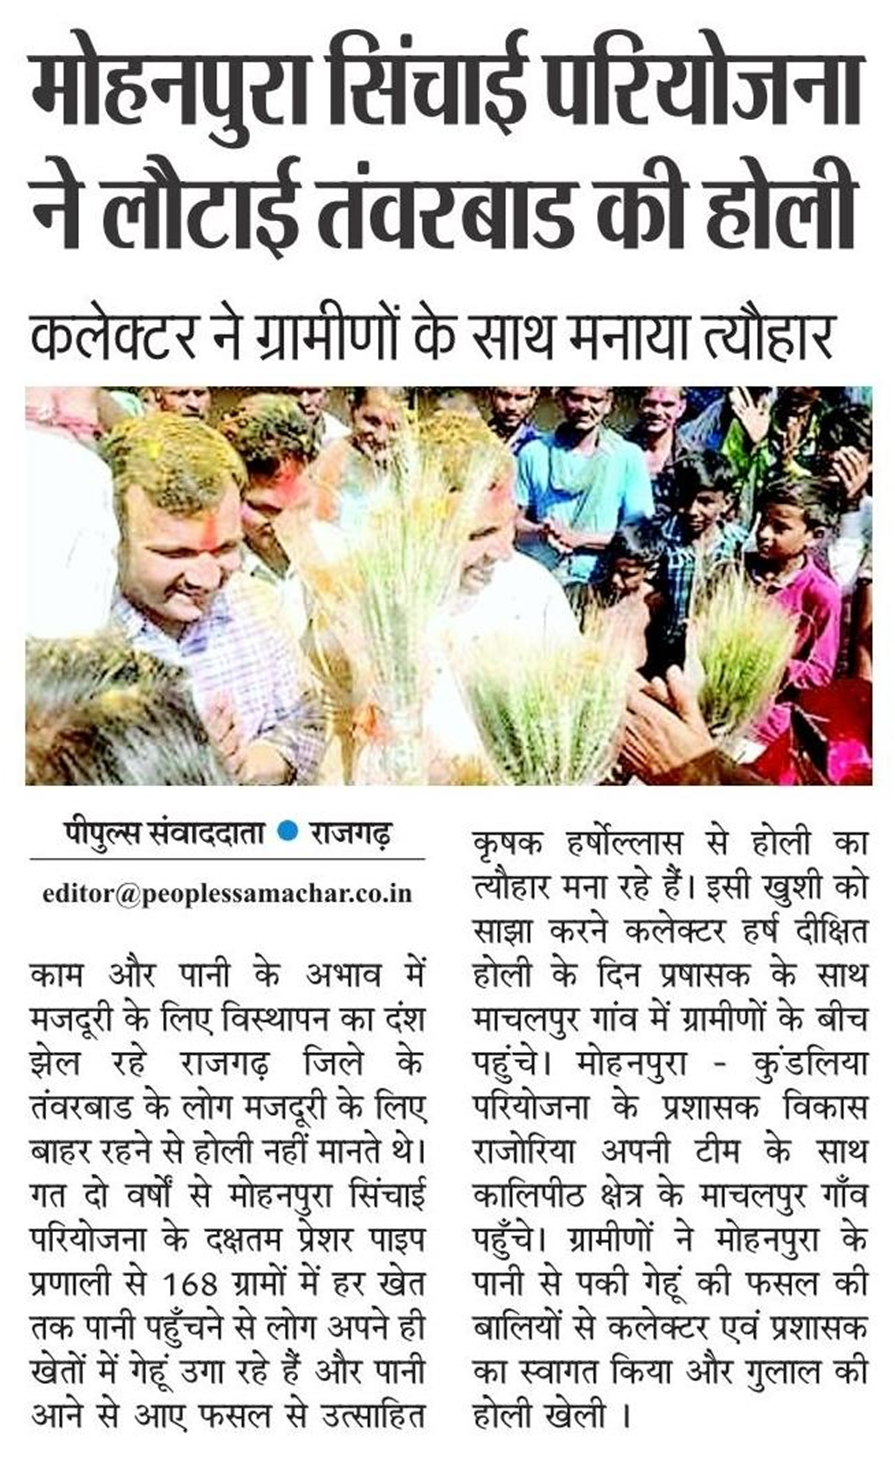 मोहनपुरा सिंचाई परियोजना
ने लौटाई तंवरबाड की होली
कलेक्टर ने ग्रामीणों के साथ मनाया त्यौहार
पीपुल्स संवाददाता ● राजगढ़
editor@peoplessamachar.co.in
काम और पानी के अभाव में
मजदूरी के लिए विस्थापन का दंश
झेल रहे राजगढ़ जिले के
तंवरबाड के लोग मजदूरी के लिए
बाहर रहने से होली नहीं मानते थे।
गत दो वर्षों से मोहनपुरा सिंचाई
परियोजना के दक्षतम प्रेशर पाइप
प्रणाली से 168 ग्रामों में हर खेत
तक पानी पहुँचने से लोग अपने ही
खेतों में गेहूं उगा रहे हैं और पानी
आने से आए फसल से उत्साहित
कृषक हर्षोल्लास से होली का
त्यौहार मना रहे हैं। इसी खुशी को
साझा करने कलेक्टर हर्ष दीक्षित
होली के दिन प्रषासक के साथ
माचलपुर गांव में ग्रामीणों के बीच
पहुंचे। मोहनपुरा - कुंडलिया
परियोजना के प्रशासक विकास
राजोरिया अपनी टीम के साथ
कालिपीठ क्षेत्र के माचलपुर गाँव
पहुँचे। ग्रामीणों ने मोहनपुरा के
पानी से पकी गेहूं की फसल की
बालियों से कलेक्टर एवं प्रशासक
का स्वागत किया और गुलाल की
होली खेली ।